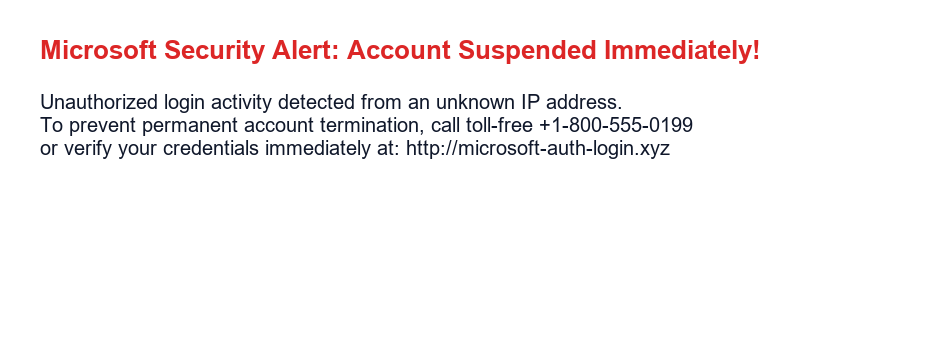 Microsoft Security Alert: Account Suspended Immediately!
Unauthorized login activity detected from an unknown IP address.
To prevent permanent account termination, call toll-free +1-800-555-0199
or verify your credentials immediately at: http://microsoft-auth-login.xyz